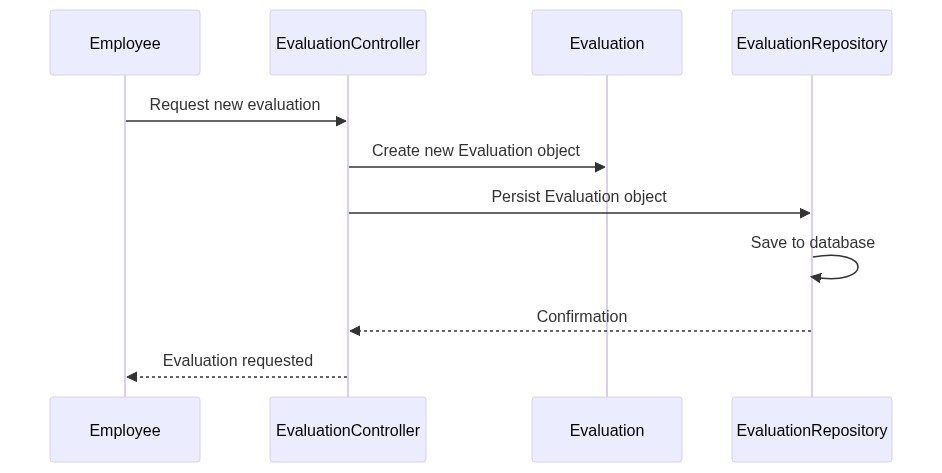 Employee
EvaluationController
Evaluation
EvaluationRepository
Request new evaluation
Create new Evaluation object
Persist Evaluation object
Save to database
Confirmation
Evaluation requested
Employee
EvaluationController
Evaluation
EvaluationRepository